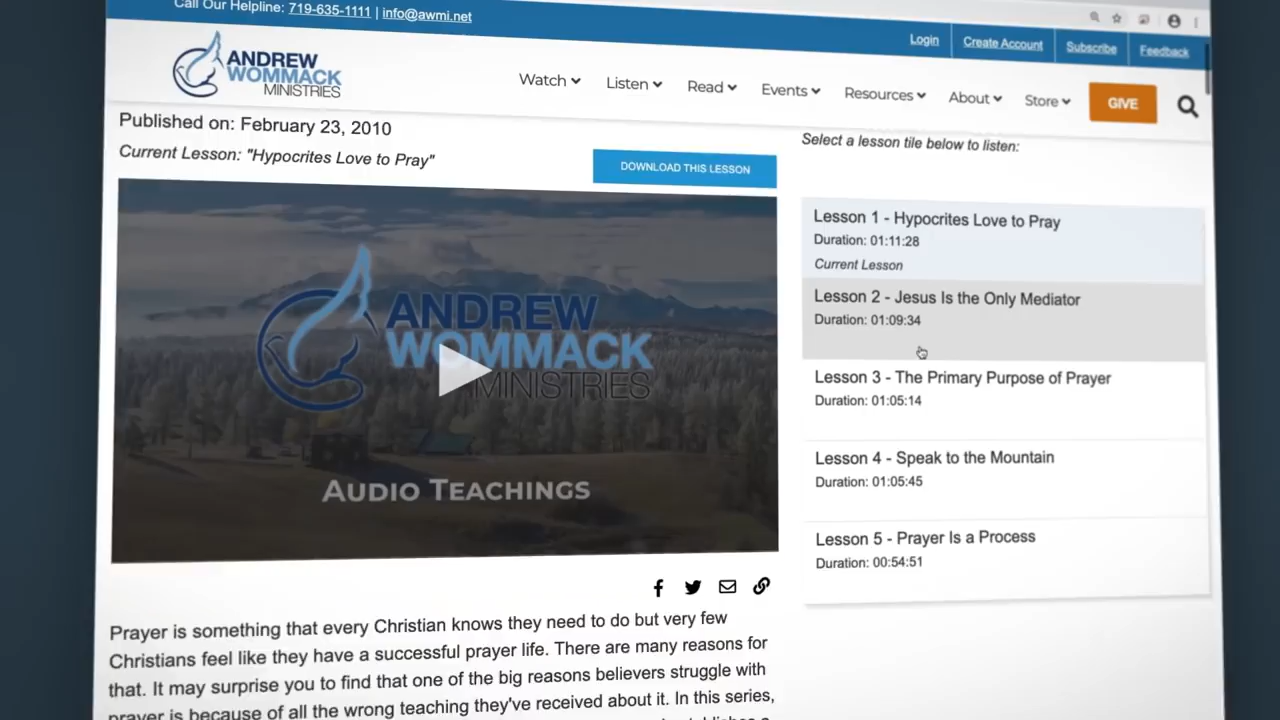 Call Our Helpline: 719-635-1111 | info@awmi.net
Login
Create Account
Subscribe
Feedback
ANDREW
WOMMACK
MINISTRIES
Watch
Listen
Read
Events
Resources
About
Store
GIVE
Published on: February 23, 2010
Current Lesson: "Hypocrites Love to Pray"
DOWNLOAD THIS LESSON
ANDREW
WOMMACK
MINISTRIES
AUDIO TEACHINGS
Select a lesson tile below to listen:
Lesson 1 - Hypocrites Love to Pray
Duration: 01:11:28
Current Lesson
Lesson 2 - Jesus Is the Only Mediator
Duration: 01:09:34
Lesson 3 - The Primary Purpose of Prayer
Duration: 01:05:14
Lesson 4 - Speak to the Mountain
Duration: 01:05:45
Lesson 5 - Prayer Is a Process
Duration: 00:54:51
Prayer is something that every Christian knows they need to do but very few
Christians feel like they have a successful prayer life. There are many reasons for
that. It may surprise you to find that one of the big reasons believers struggle with
prayer is because of all the wrong teaching they've received about it. In this series,